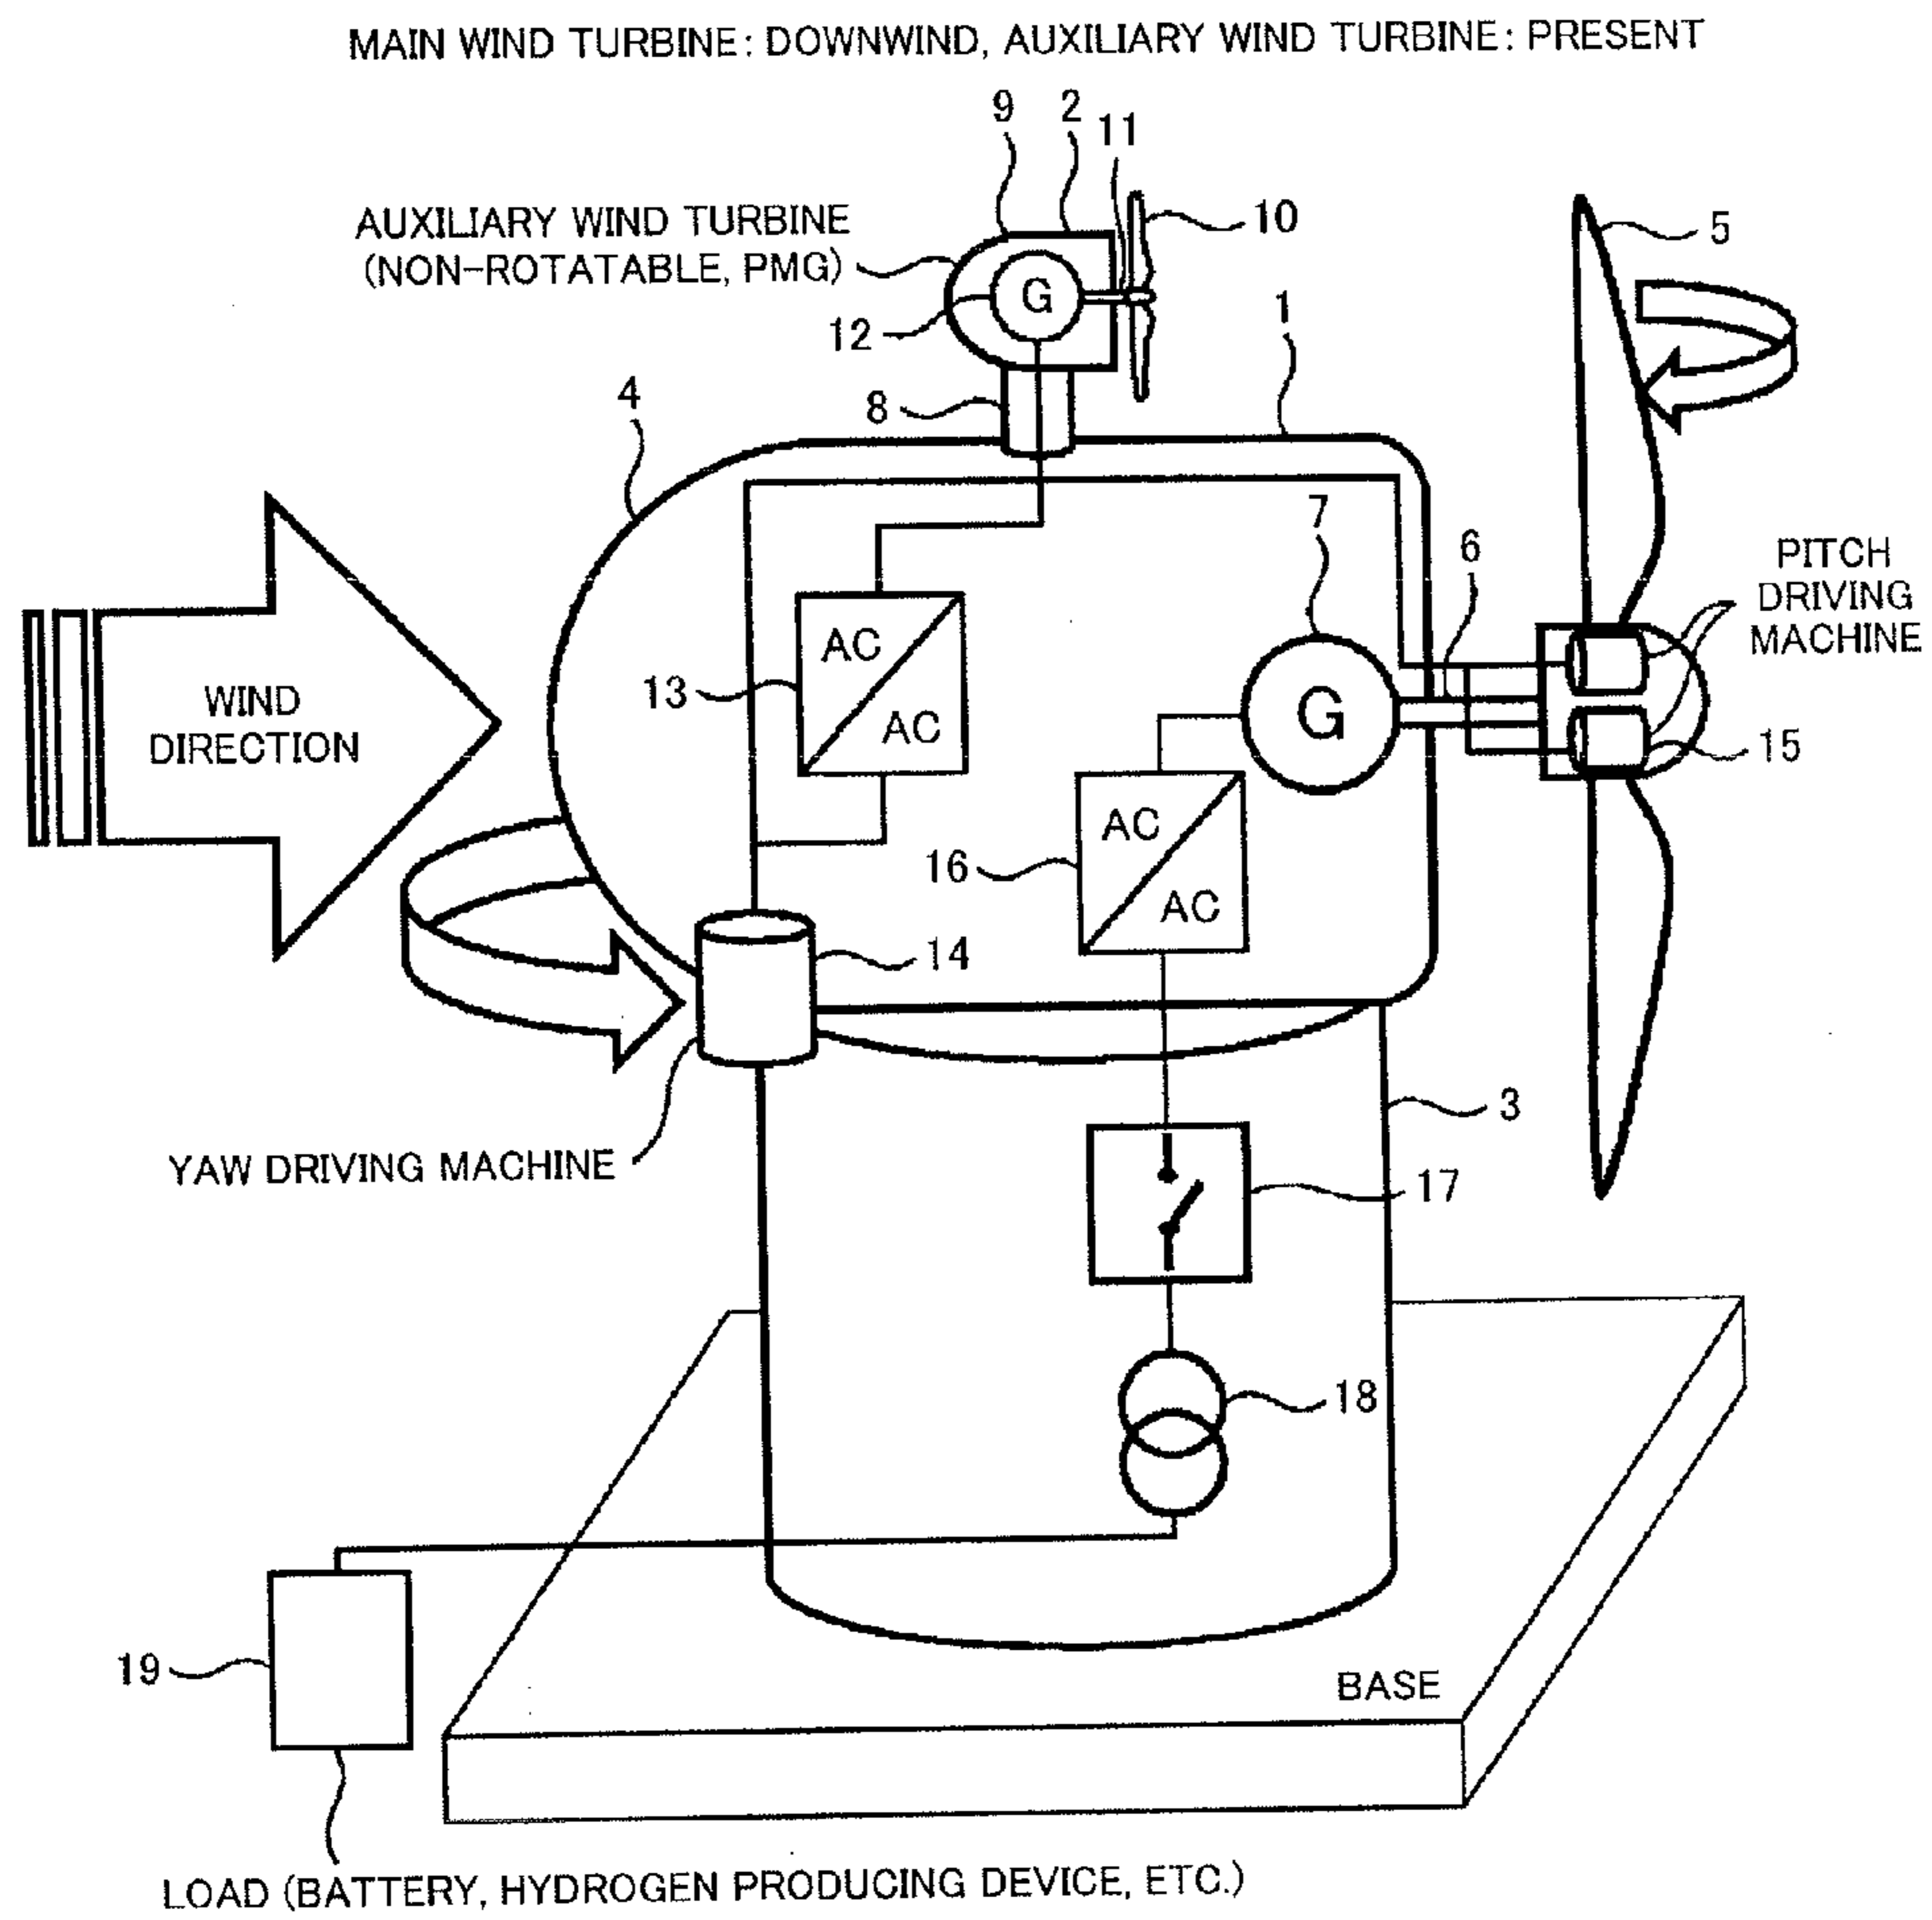 MAIN WIND TURBINE: DOWNWIND, AUXILIARY WIND TURBINE: PRESENT
9 2 11
AUXILIARY WIND TURBINE
(NON-ROTATABLE, PMG)
10
5
G
12
1
4
8
7
6
PITCH
DRIVING
MACHINE
WIND
DIRECTION
13
AC
AC
G
15
16
AC
AC
14
3
YAW DRIVING MACHINE
17
18
19
BASE
LOAD (BATTERY, HYDROGEN PRODUCING DEVICE, ETC.)